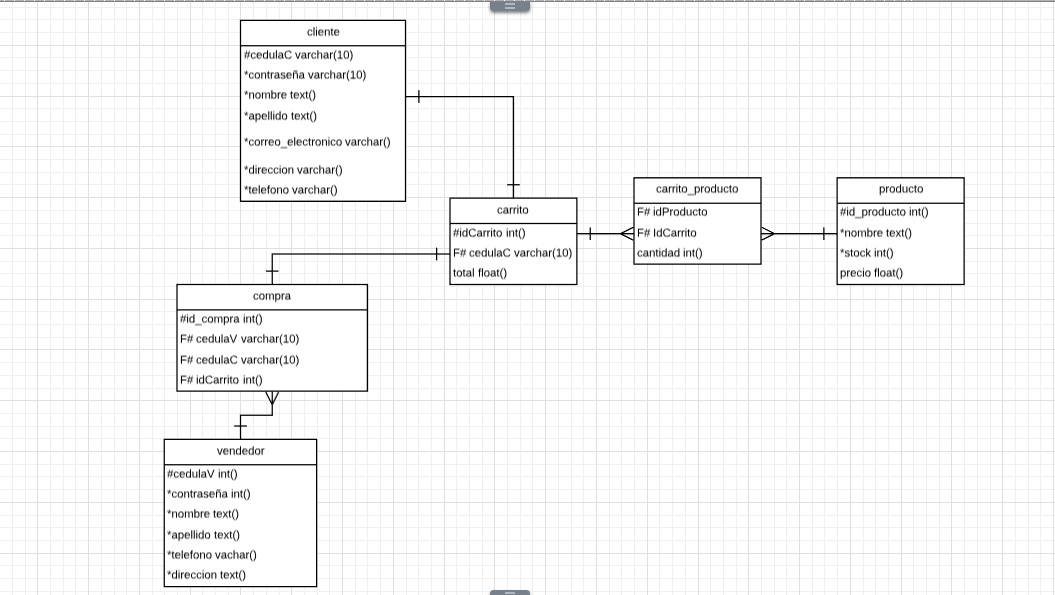 cliente
#cedulaC varchar(10)
*contraseña varchar(10)
*nombre text()
*apellido text()
*correo_electronico varchar()
*direccion varchar()
*telefono varchar()
carrito
#idCarrito int()
F# cedulaC varchar(10)
total float()
carrito_producto
F# idProducto
F# IdCarrito
cantidad int()
producto
#id_producto int()
*nombre text()
*stock int()
precio float()
compra
#id_compra int()
F# cedulaV varchar(10)
F# cedulaC varchar(10)
F# idCarrito int()
vendedor
#cedulaV int()
*contraseña int()
*nombre text()
*apellido text()
*telefono vachar()
*direccion text()